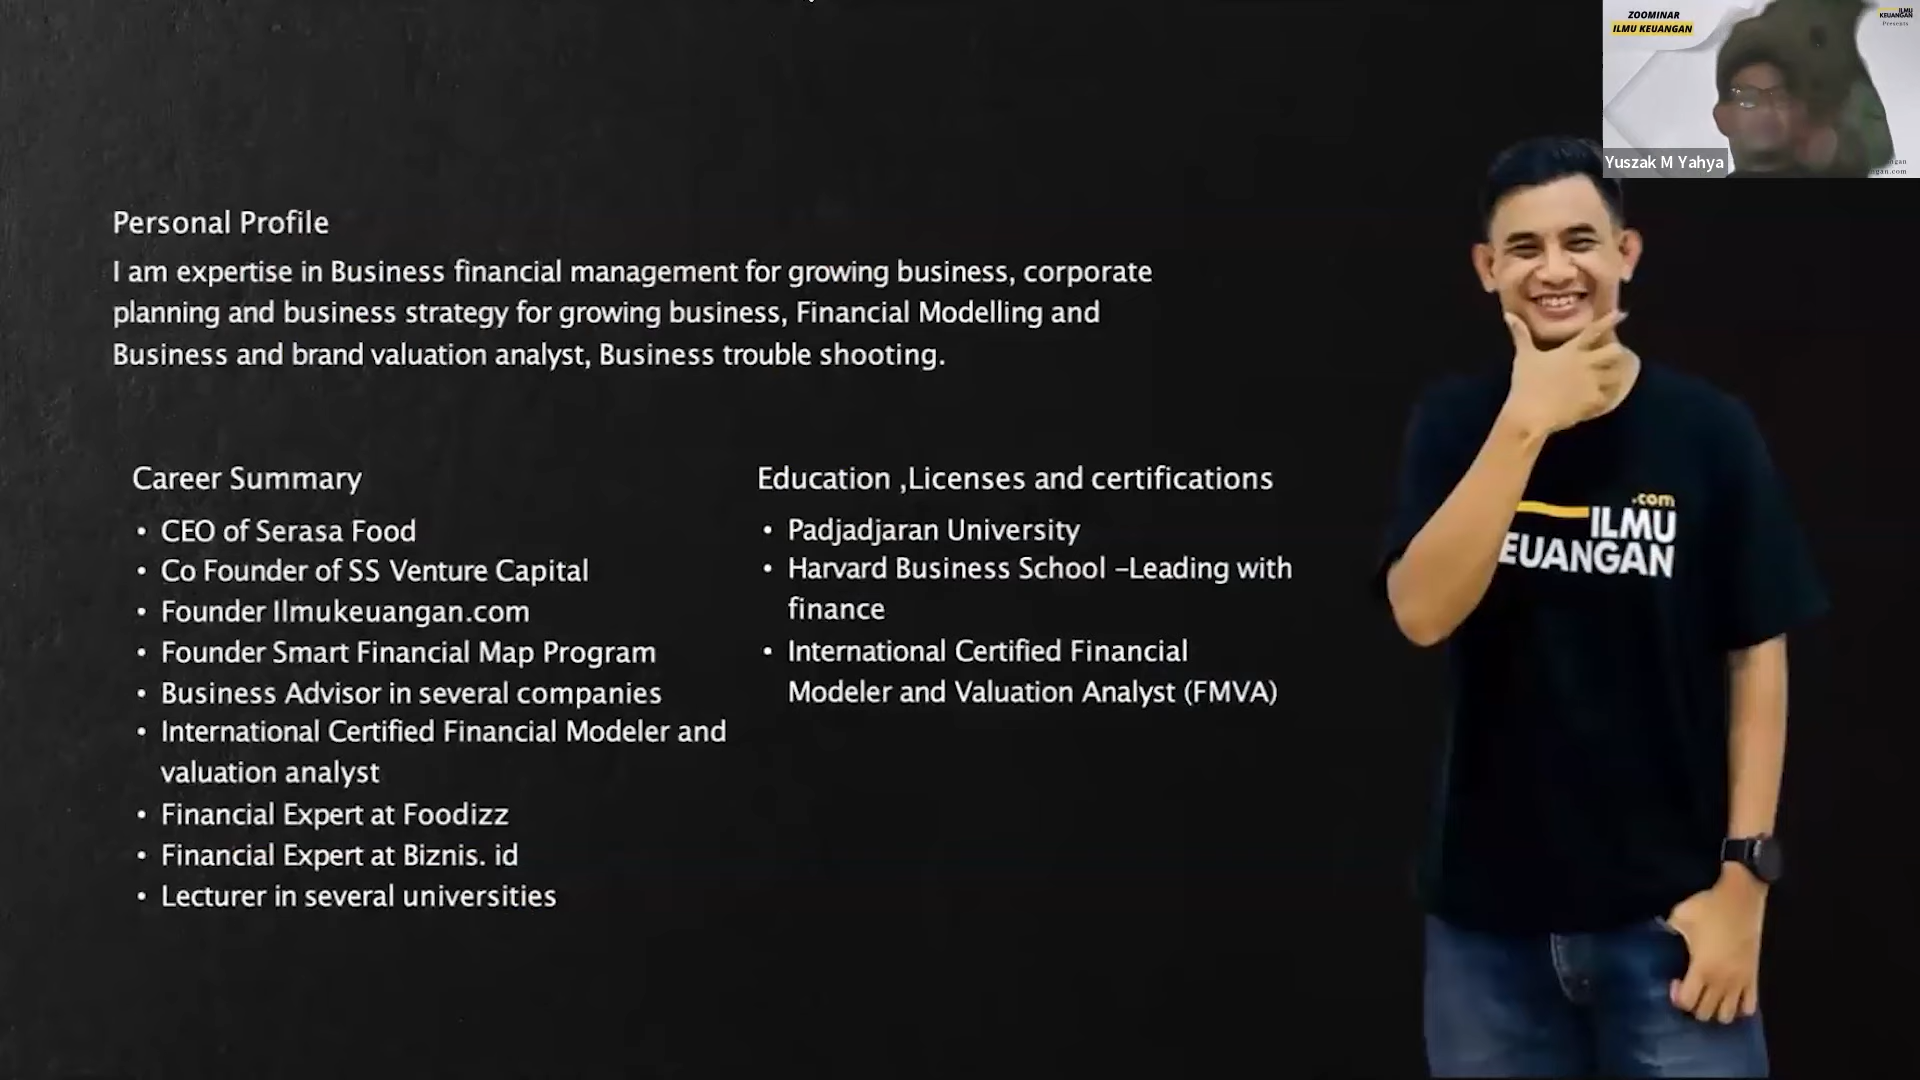 ZOOMINAR
ILMU KEUANGAN
ILMU
KEUANGAN
Presents
Yuszak M Yahya
Personal Profile
I am expertise in Business financial management for growing business, corporate
planning and business strategy for growing business, Financial Modelling and
Business and brand valuation analyst, Business trouble shooting.
Career Summary
• CEO of Serasa Food
• Co Founder of SS Venture Capital
• Founder Ilmukeuangan.com
• Founder Smart Financial Map Program
• Business Advisor in several companies
• International Certified Financial Modeler and
valuation analyst
• Financial Expert at Foodizz
• Financial Expert at Biznis. id
• Lecturer in several universities
Education ,Licenses and certifications
• Padjadjaran University
• Harvard Business School –Leading with
finance
• International Certified Financial
Modeler and Valuation Analyst (FMVA)
.com
ILMU
EUANGAN